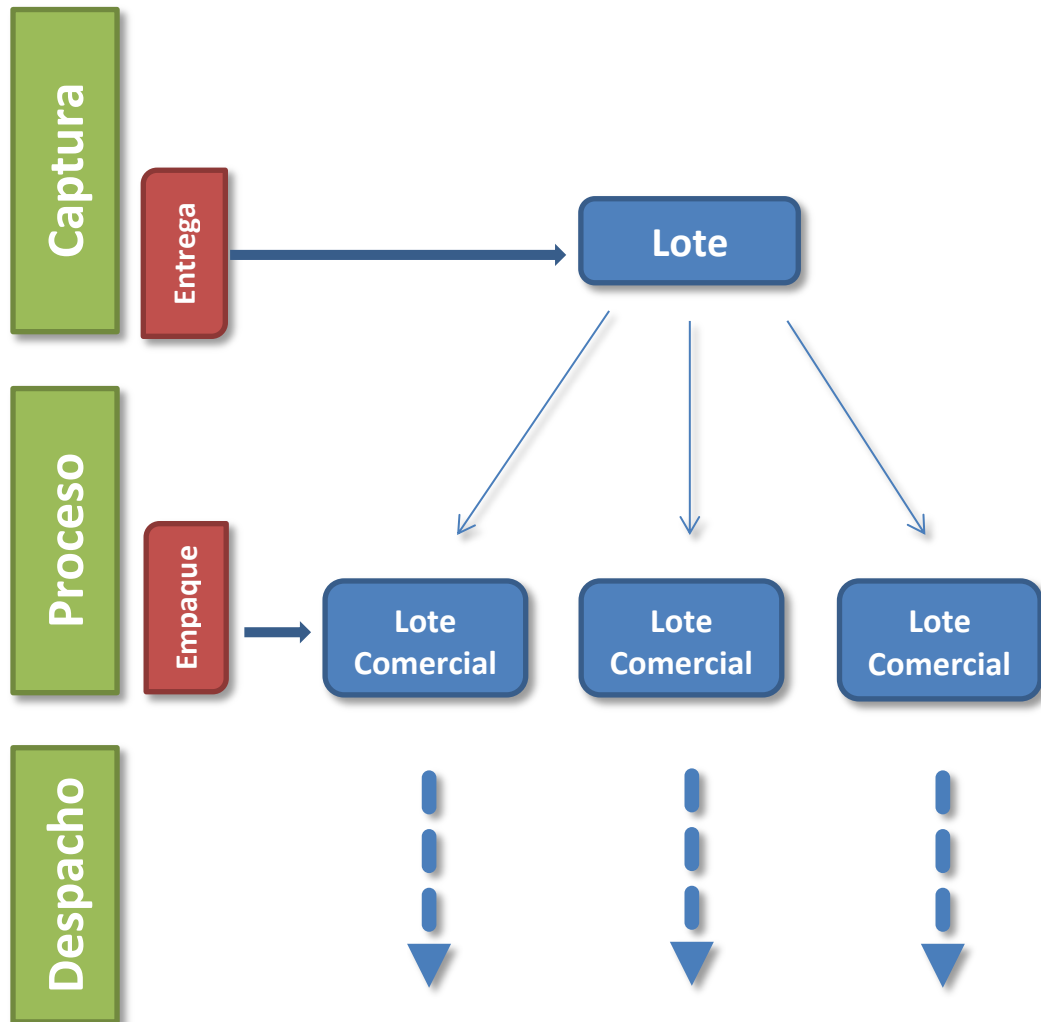 Captura
Entrega
Lote
Proceso
Empaque
Lote
Comercial
Lote
Comercial
Lote
Comercial
Despacho